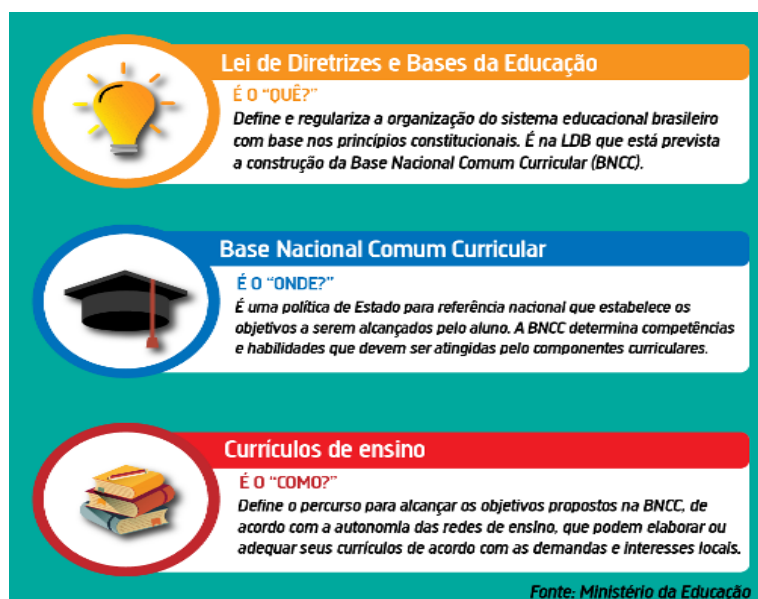 Lei de Diretrizes e Bases da Educação
É O "QUÊ?"
Define e regulariza a organização do sistema educacional brasileiro
com base nos princípios constitucionais. É na LDB que está prevista
a construção da Base Nacional Comum Curricular (BNCC).
Base Nacional Comum Curricular
É O "ONDE?"
É uma política de Estado para referência nacional que estabelece os
objetivos a serem alcançados pelo aluno. A BNCC determina competências
e habilidades que devem ser atingidas pelo componentes curriculares.
Currículos de ensino
É O "COMO?"
Define o percurso para alcançar os objetivos propostos na BNCC, de
acordo com a autonomia das redes de ensino, que podem elaborar ou
adequar seus currículos de acordo com as demandas e interesses locais.
Fonte: Ministério da Educação